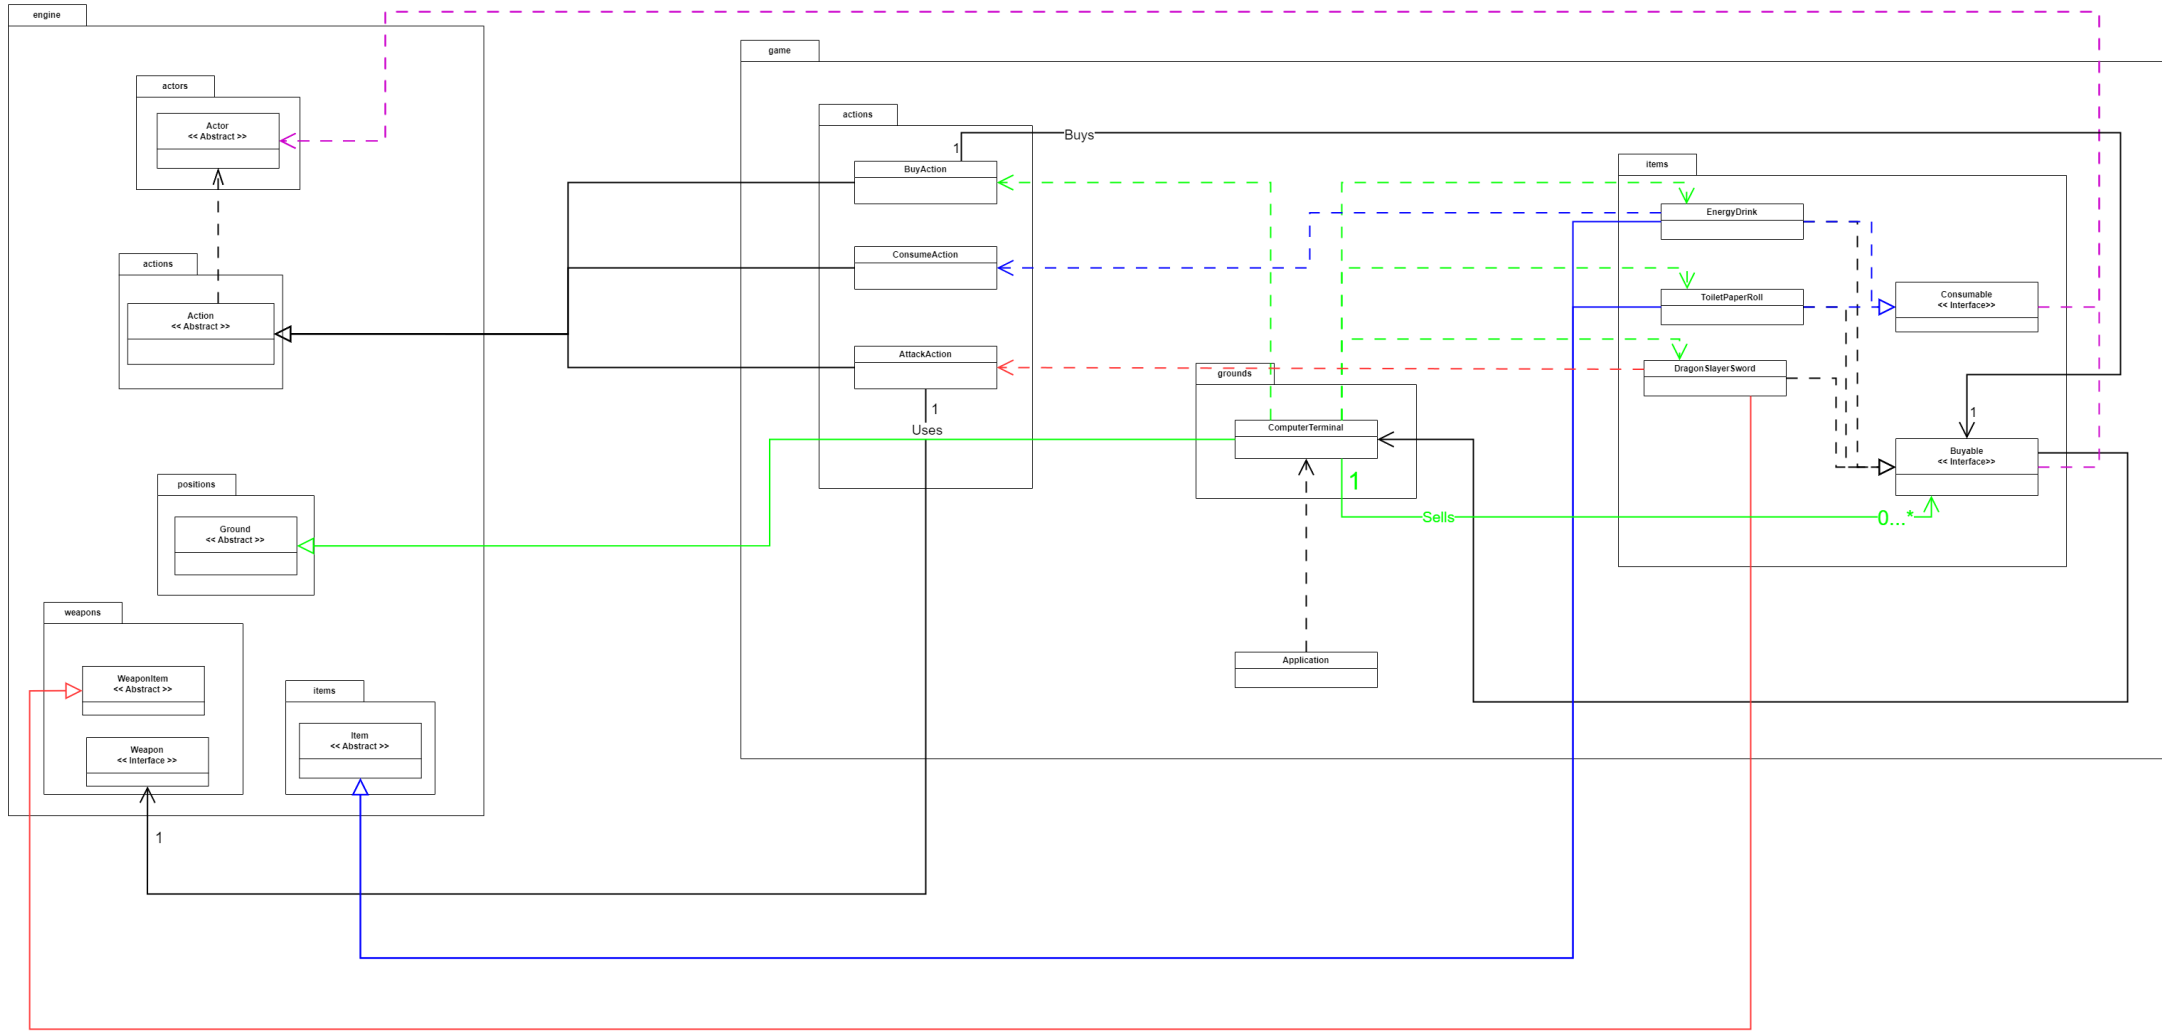 engine
actors
Actor
<< Abstract >>
actions
Action
<< Abstract >>
positions
Ground
<< Abstract >>
weapons
WeaponItem
<< Abstract >>
Weapon
<< Interface >>
1
items
Item
<< Abstract >>
game
actions
1
Buys
BuyAction
ConsumeAction
AttackAction
1
Uses
grounds
ComputerTerminal
1
Sells
0...*
Application
items
EnergyDrink
ToiletPaperRoll
DragonSlayerSword
Consumable
<< Interface>>
1
Buyable
<< Interface>>